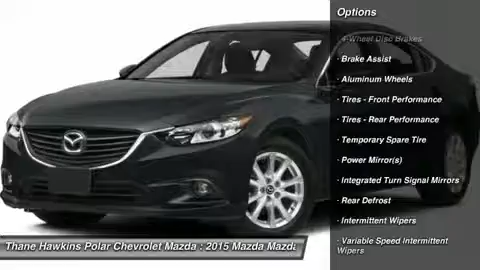 Options
4-Wheel Disc Brakes
Brake Assist
Aluminum Wheels
Tires - Front Performance
Tires - Rear Performance
Temporary Spare Tire
Power Mirror(s)
Integrated Turn Signal Mirrors
Rear Defrost
Intermittent Wipers
Variable Speed Intermittent
Wipers
Thane Hawkins Polar Chevrolet Mazda : 2015 Mazda Mazda